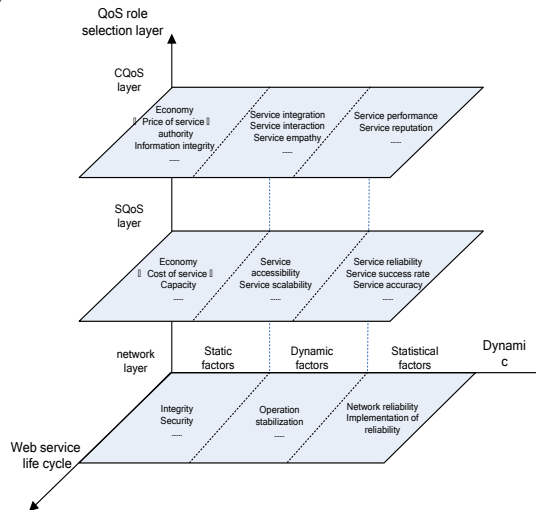 QoS role
selection layer
CQoS
layer
Economy
Price of service
authority
Information integrity
......
Service integration
Service interaction
Service empathy
......
Service performance
Service reputation
......
SQoS
layer
Economy
Cost of service
Capacity
......
Service
accessibility
Service scalability
......
Service reliability
Service success rate
Service accuracy
......
network
layer
Static
factors
Dynamic
factors
Statistical factors
Dynami
c
Integrity
Security
......
Operation
stabilization
......
Network reliability
Implementation of
reliability
Web service
life cycle